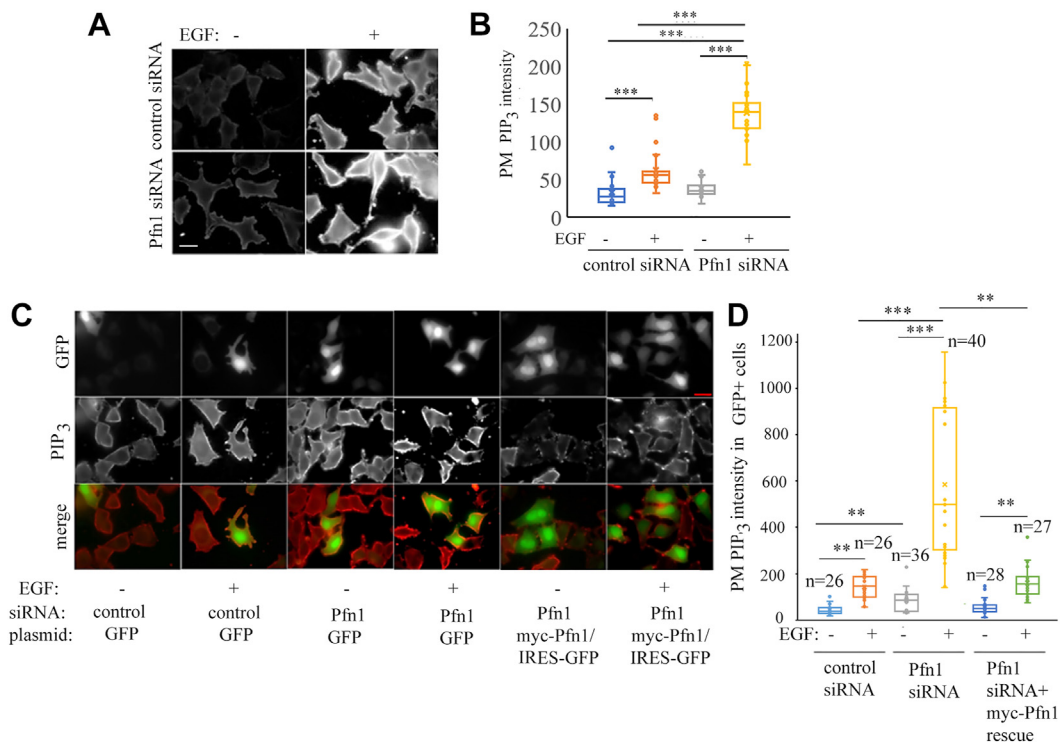 A
EGF: - +
control siRNA
Pfn1 siRNA
B
PM PIP3 intensity
250
200
150
100
50
0
***
***
***
***
EGF - + - +
control siRNA Pfn1 siRNA
C
GFP
PIP3
merge
EGF: - + - + - +
siRNA: control control Pfn1 Pfn1 Pfn1 Pfn1
plasmid: GFP GFP GFP GFP myc-Pfn1/ myc-Pfn1/
IRES-GFP IRES-GFP
D
PM PIP3 intensity in GFP+ cells
1200
1000
800
600
400
200
0
*** **
***
n=40
**
**
**
n=26 n=26 n=36 n=28 n=27
EGF: - + - + - +
control Pfn1 Pfn1
siRNA siRNA siRNA+
myc-Pfn1
rescue